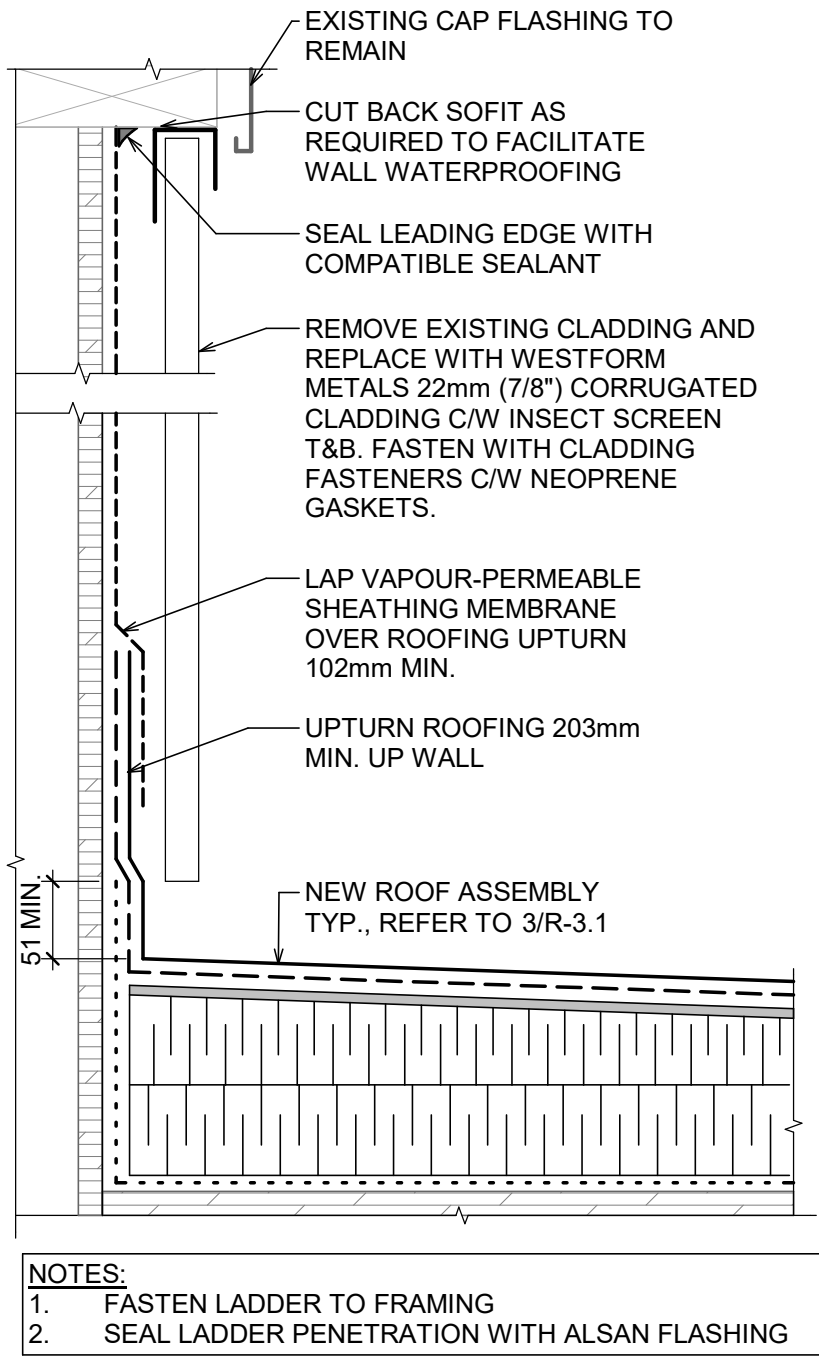 EXISTING CAP FLASHING TO
REMAIN
CUT BACK SOFIT AS
REQUIRED TO FACILITATE
WALL WATERPROOFING
SEAL LEADING EDGE WITH
COMPATIBLE SEALANT
REMOVE EXISTING CLADDING AND
REPLACE WITH WESTFORM
METALS 22mm (7/8") CORRUGATED
CLADDING C/W INSECT SCREEN
T&B. FASTEN WITH CLADDING
FASTENERS C/W NEOPRENE
GASKETS.
LAP VAPOUR-PERMEABLE
SHEATHING MEMBRANE
OVER ROOFING UPTURN
102mm MIN.
UPTURN ROOFING 203mm
MIN. UP WALL
51 MIN.
NEW ROOF ASSEMBLY
TYP., REFER TO 3/R-3.1
NOTES:
1. FASTEN LADDER TO FRAMING
2. SEAL LADDER PENETRATION WITH ALSAN FLASHING